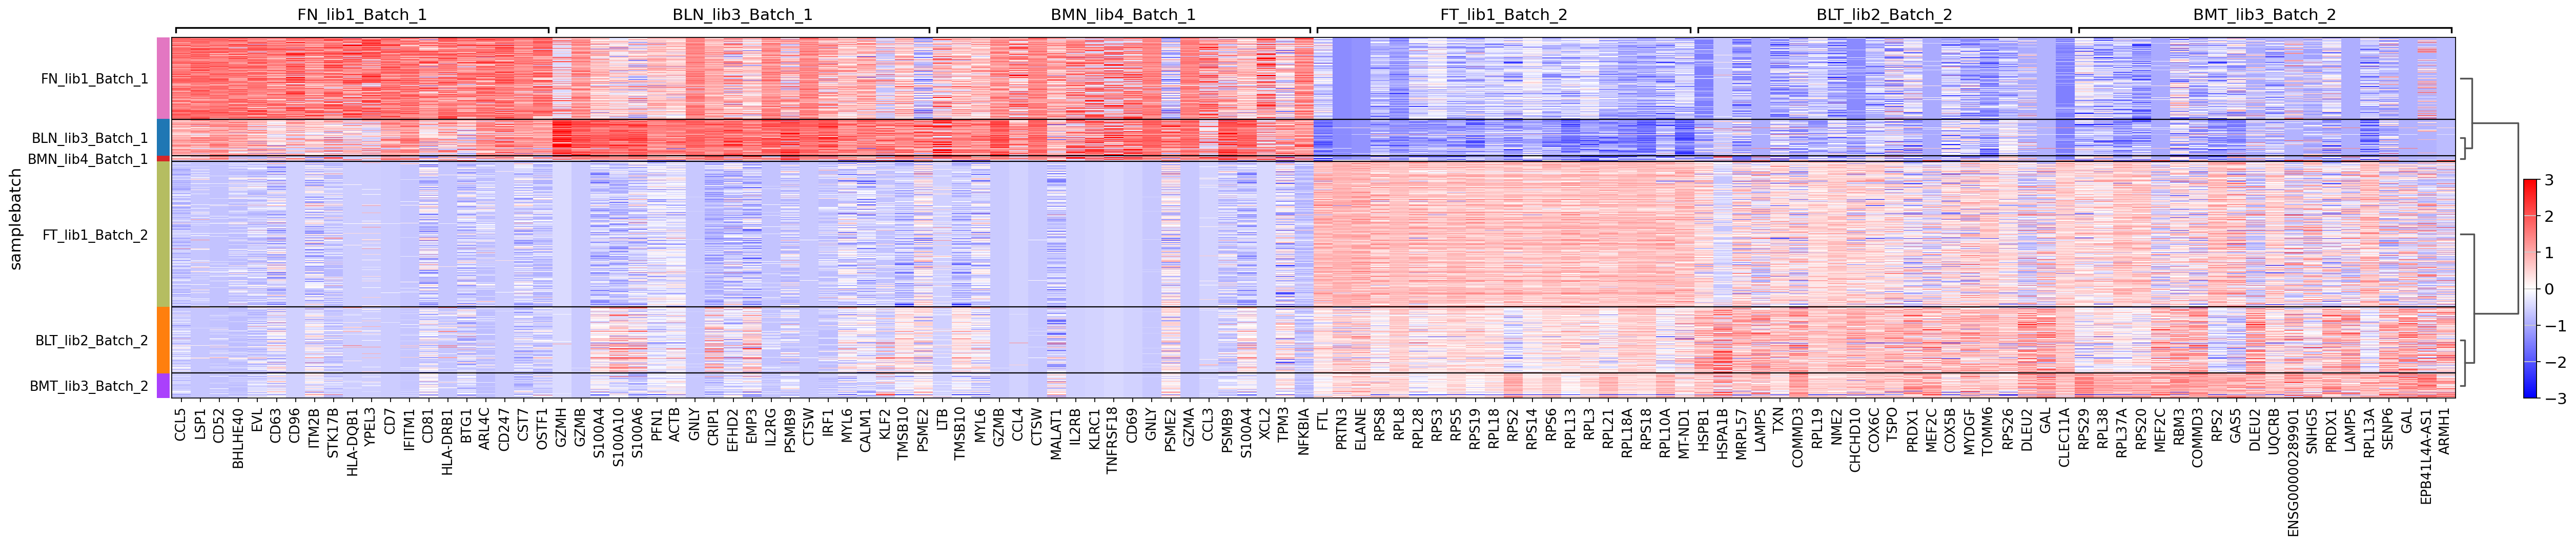 FN_lib1_Batch_1 BLN_lib3_Batch_1 BMN_lib4_Batch_1 FT_lib1_Batch_2 BLT_lib2_Batch_2 BMT_lib3_Batch_2
samplebatch
FN_lib1_Batch_1
BLN_lib3_Batch_1
BMN_lib4_Batch_1
FT_lib1_Batch_2
BLT_lib2_Batch_2
BMT_lib3_Batch_2
3
2
1
0
−1
−2
−3
CCL5
LSP1
CD52
BHLHE40
EVL
CD63
CD96
ITM2B
STK17B
HLA-DQB1
YPEL3
CD7
IFITM1
CD81
HLA-DRB1
BTG1
ARL4C
CD247
CST7
OSTF1
GZMH
GZMB
S100A4
S100A10
S100A6
PFN1
ACTB
GNLY
CRIP1
EFHD2
EMP3
IL2RG
PSMB9
CTSW
IRF1
MYL6
CALM1
KLF2
TMSB10
PSME2
LTB
TMSB10
MYL6
GZMB
CCL4
CTSW
MALAT1
IL2RB
KLRC1
TNFRSF18
CD69
GNLY
PSME2
GZMA
CCL3
PSMB9
S100A4
XCL2
TPM3
NFKBIA
FTL
PRTN3
ELANE
RPS8
RPL8
RPL28
RPS3
RPS5
RPS19
RPL18
RPS2
RPS14
RPS6
RPL13
RPL3
RPL21
RPL18A
RPS18
RPL10A
MT-ND1
HSPB1
HSPA1B
MRPL57
LAMP5
TXN
COMMD3
RPL19
NME2
CHCHD10
COX6C
TSPO
PRDX1
MEF2C
COX5B
MYDGF
TOMM6
RPS26
DLEU2
GAL
CLEC11A
RPS29
RPL38
RPL37A
RPS20
MEF2C
RBM3
COMMD3
RPS2
GAS5
DLEU2
UQCRB
ENSG00000289901
SNHG5
PRDX1
LAMP5
RPL13A
SENP6
GAL
EPB41L4A-AS1
ARMH1